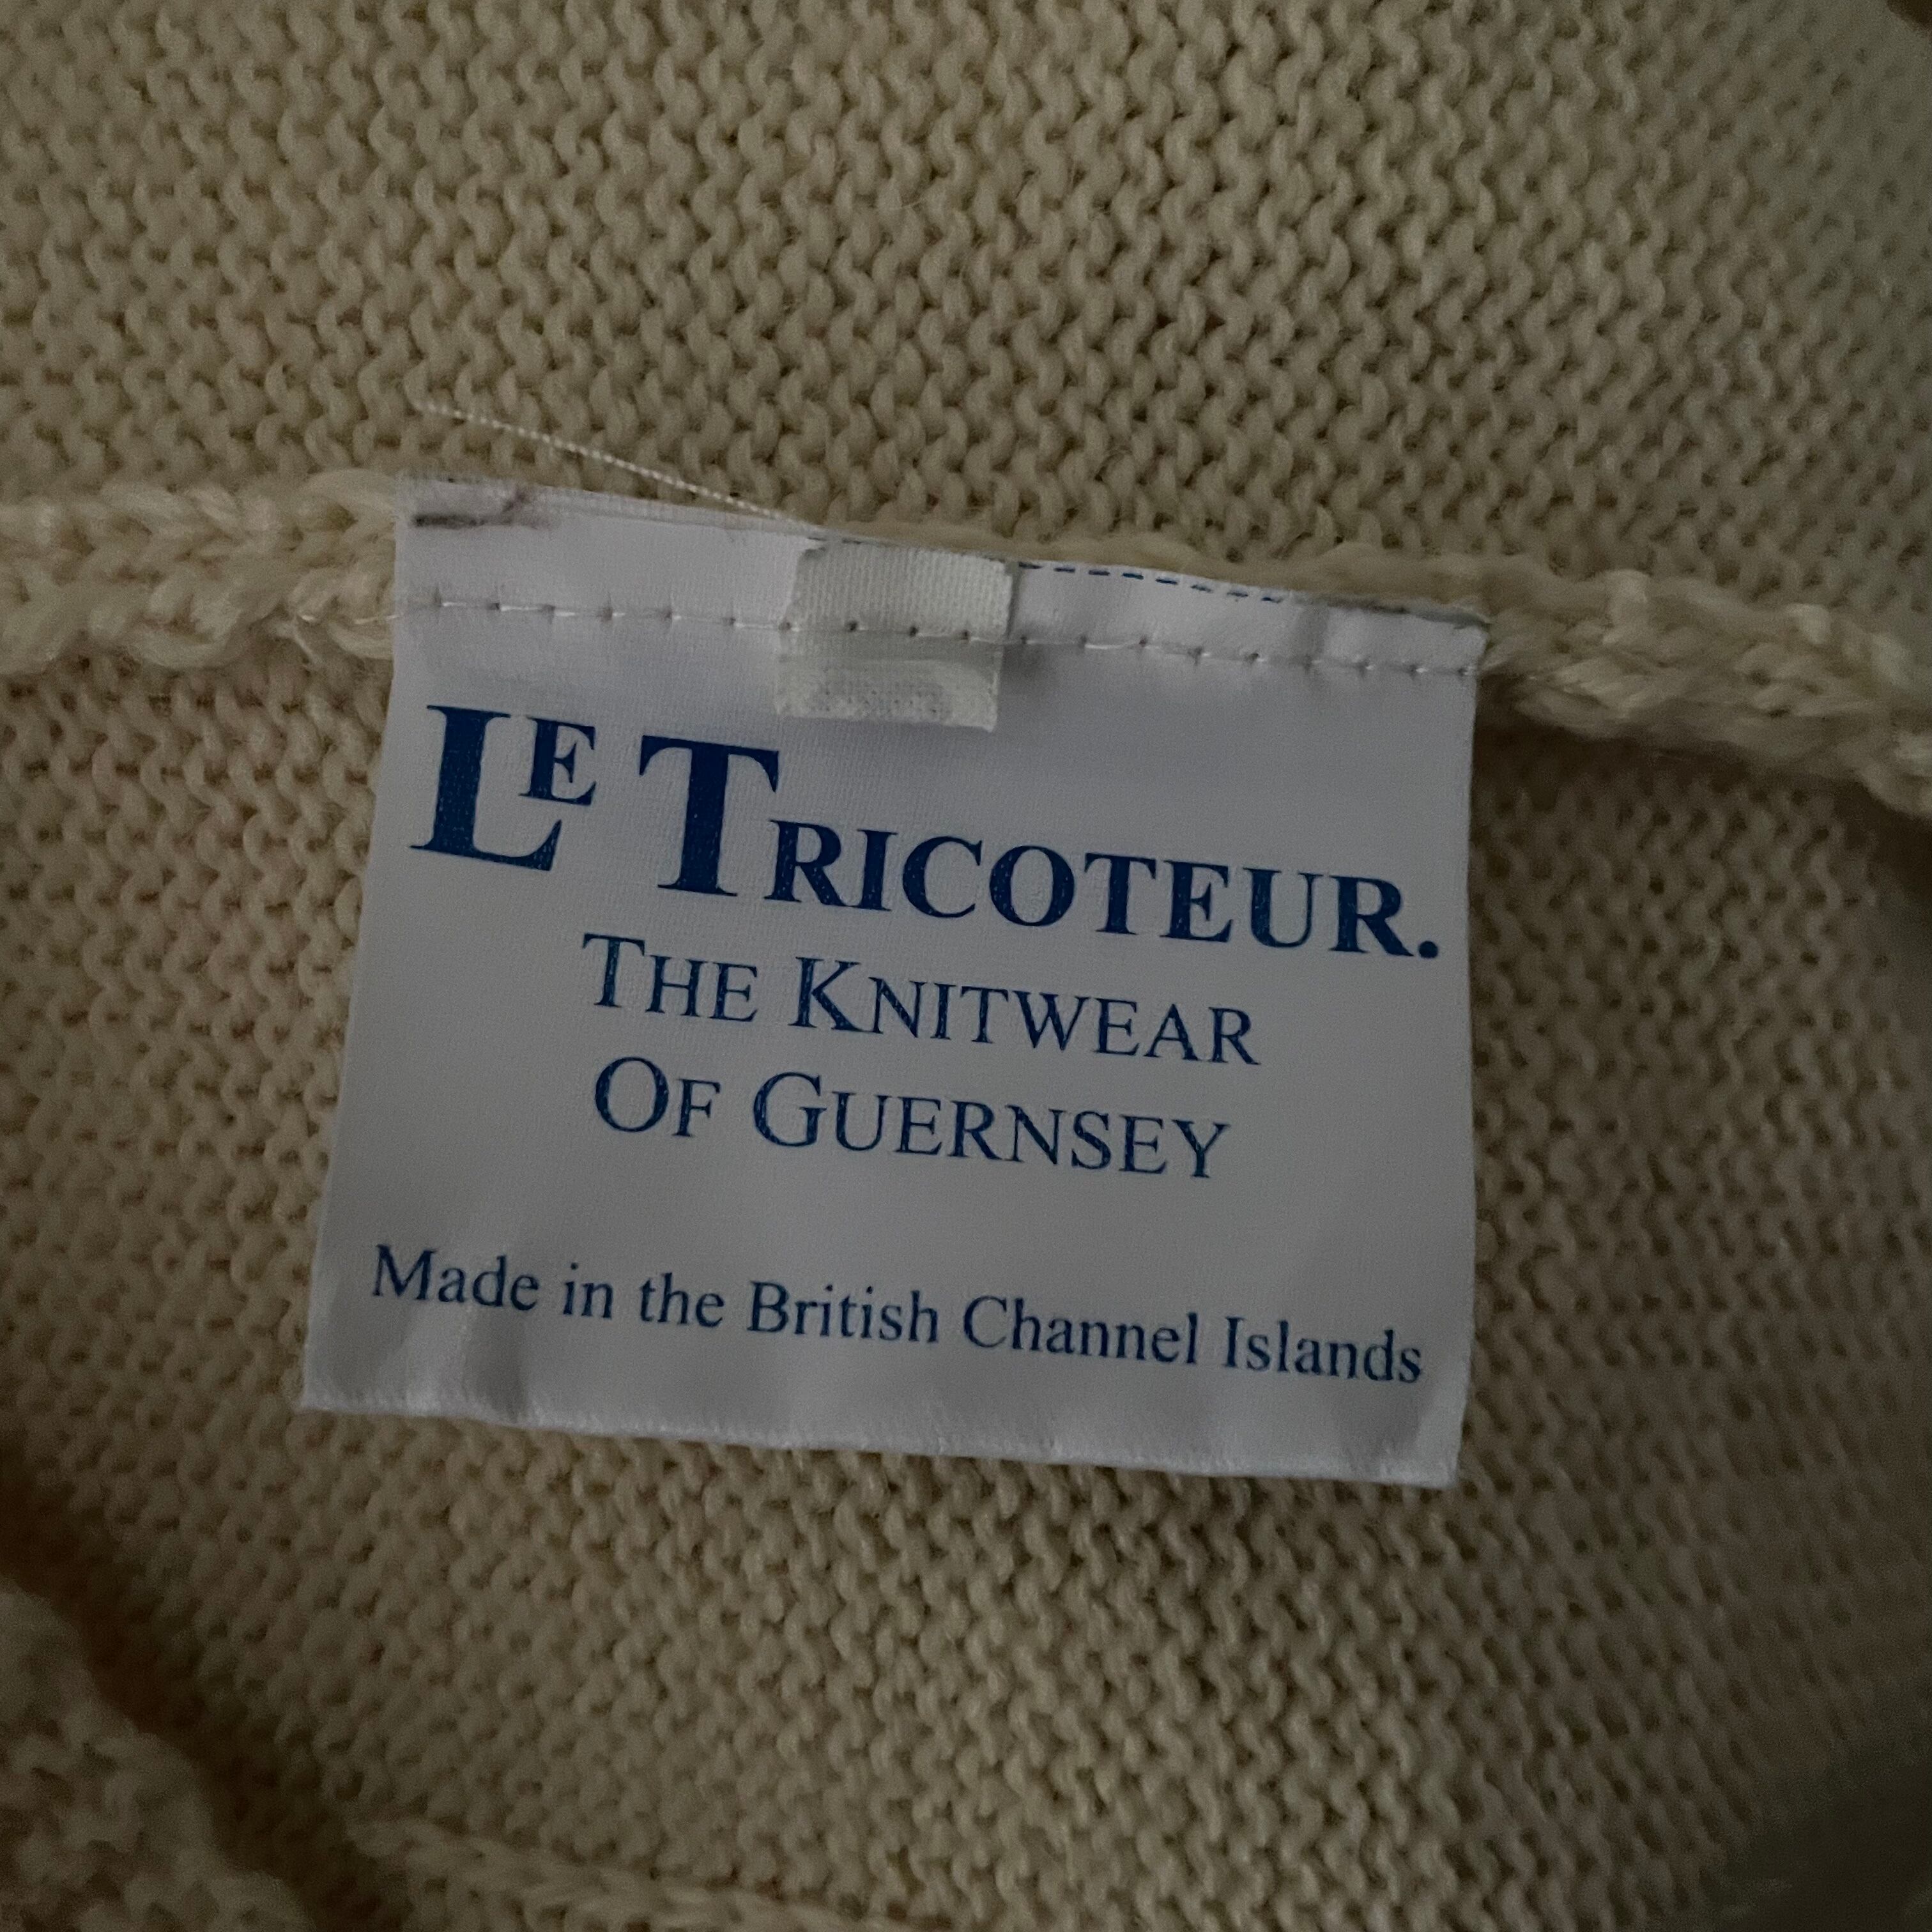 LE TRICOTEUR.
THE KNITWEAR
OF GUERNSEY
Made in the British Channel Islands